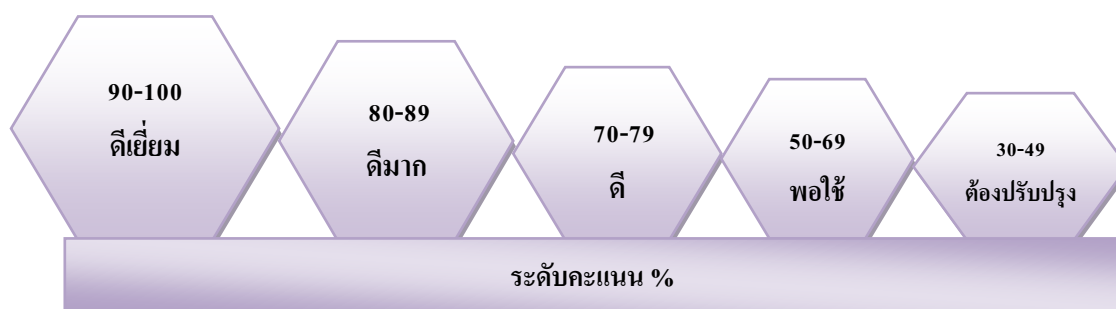 90-100
ดีเยี่ยม
80-89
ดีมาก
70-79
ดี
50-69
พอใช้
30-49
ต้องปรับปรุง
ระดับคะแนน %